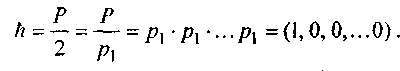 ħ = P/2 = P/p₁ = p₁ · p₁ · ... p₁ = (1, 0, 0,...0) .